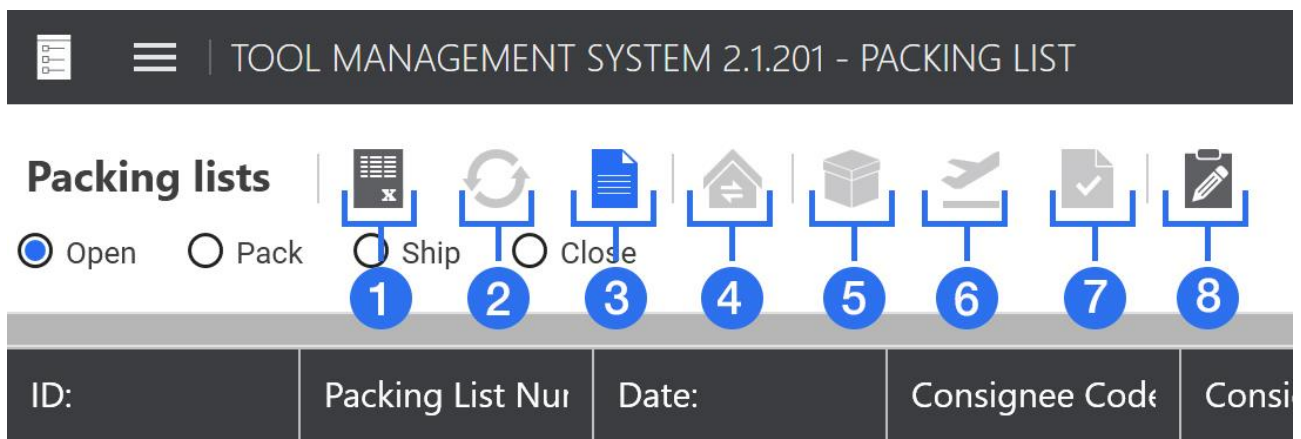 TOOL MANAGEMENT SYSTEM 2.1.201 - PACKING LIST
Packing lists
x
Open Pack Ship Close
1 2 3 4 5 6 7 8
ID: Packing List Nur Date: Consignee Code Consi